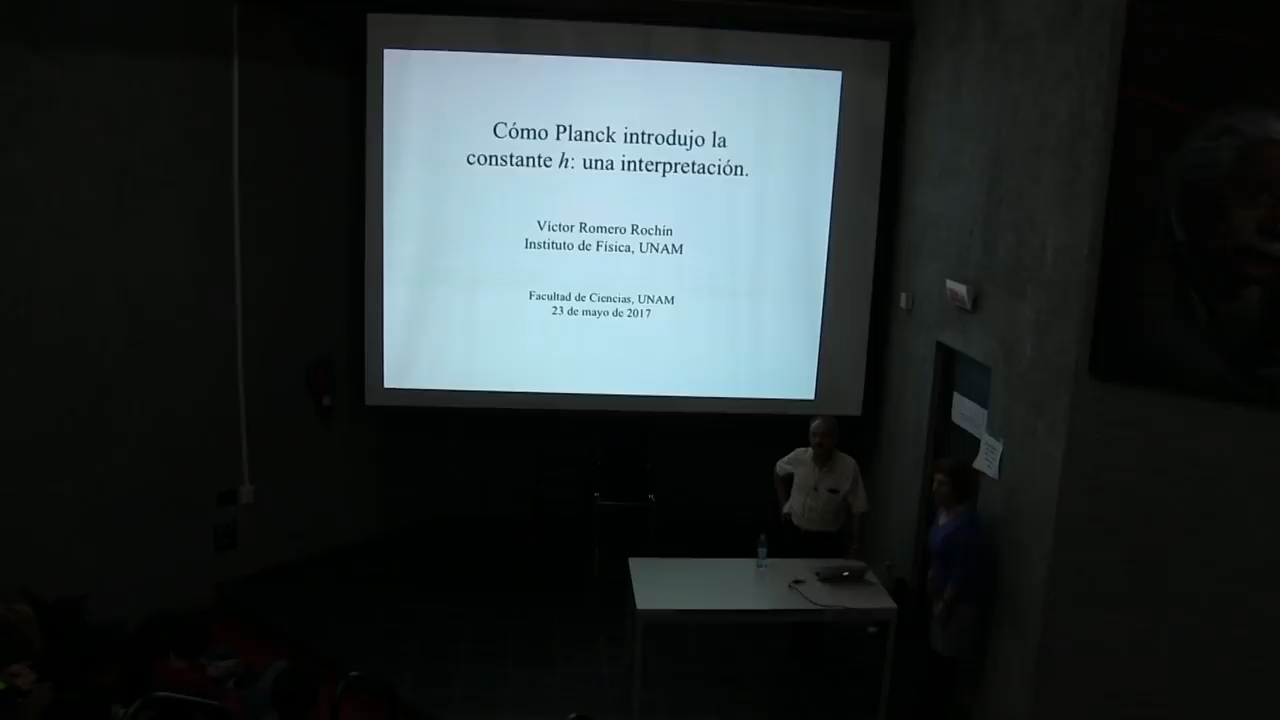 Cómo Planck introdujo la
constante h: una interpretación.
Víctor Romero Rochín
Instituto de Física, UNAM
Facultad de Ciencias, UNAM
23 de mayo de 2017